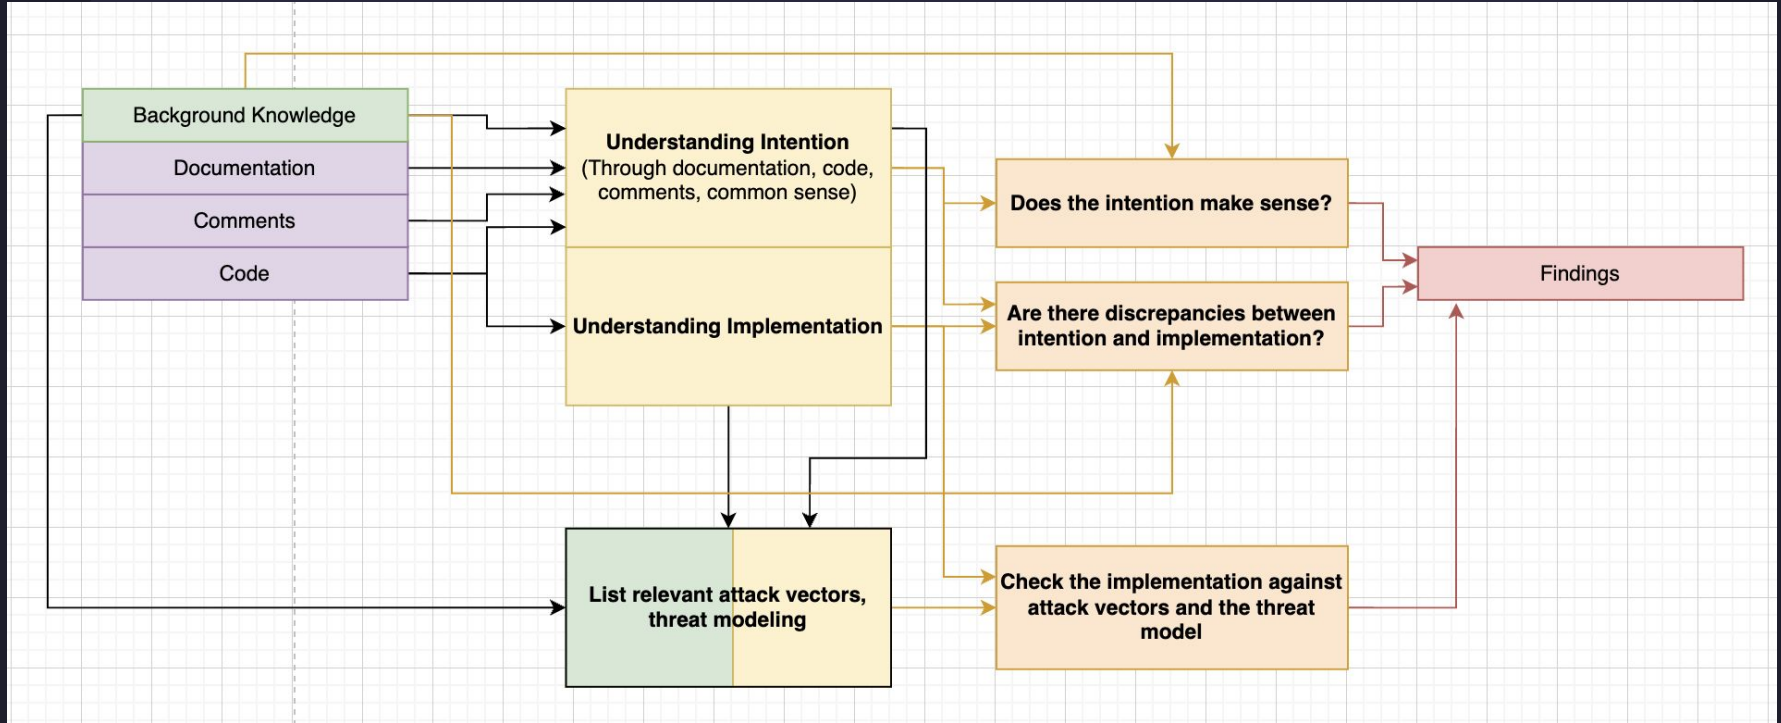 Background Knowledge
Documentation
Comments
Code
Understanding Intention
(Through documentation, code,
comments, common sense)
Understanding Implementation
Does the intention make sense?
Are there discrepancies between
intention and implementation?
Findings
List relevant attack vectors,
threat modeling
Check the implementation against
attack vectors and the threat
model